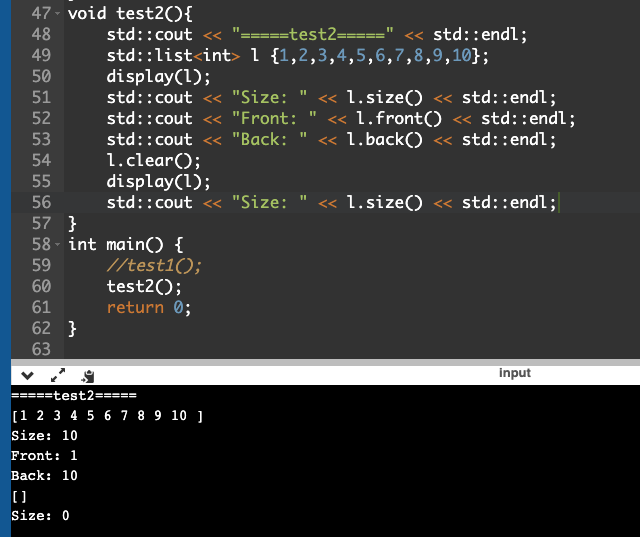 47 void test2(){
48     std::cout << "=====test2=====" << std::endl;
49     std::list<int> l {1,2,3,4,5,6,7,8,9,10};
50     display(l);
51     std::cout << "Size: " << l.size() << std::endl;
52     std::cout << "Front: " << l.front() << std::endl;
53     std::cout << "Back: " << l.back() << std::endl;
54     l.clear();
55     display(l);
56     std::cout << "Size: " << l.size() << std::endl;
57 }
58 int main() {
59     //test1();
60     test2();
61     return 0;
62 }
63
input
=====test2=====
[1 2 3 4 5 6 7 8 9 10 ]
Size: 10
Front: 1
Back: 10
[]
Size: 0